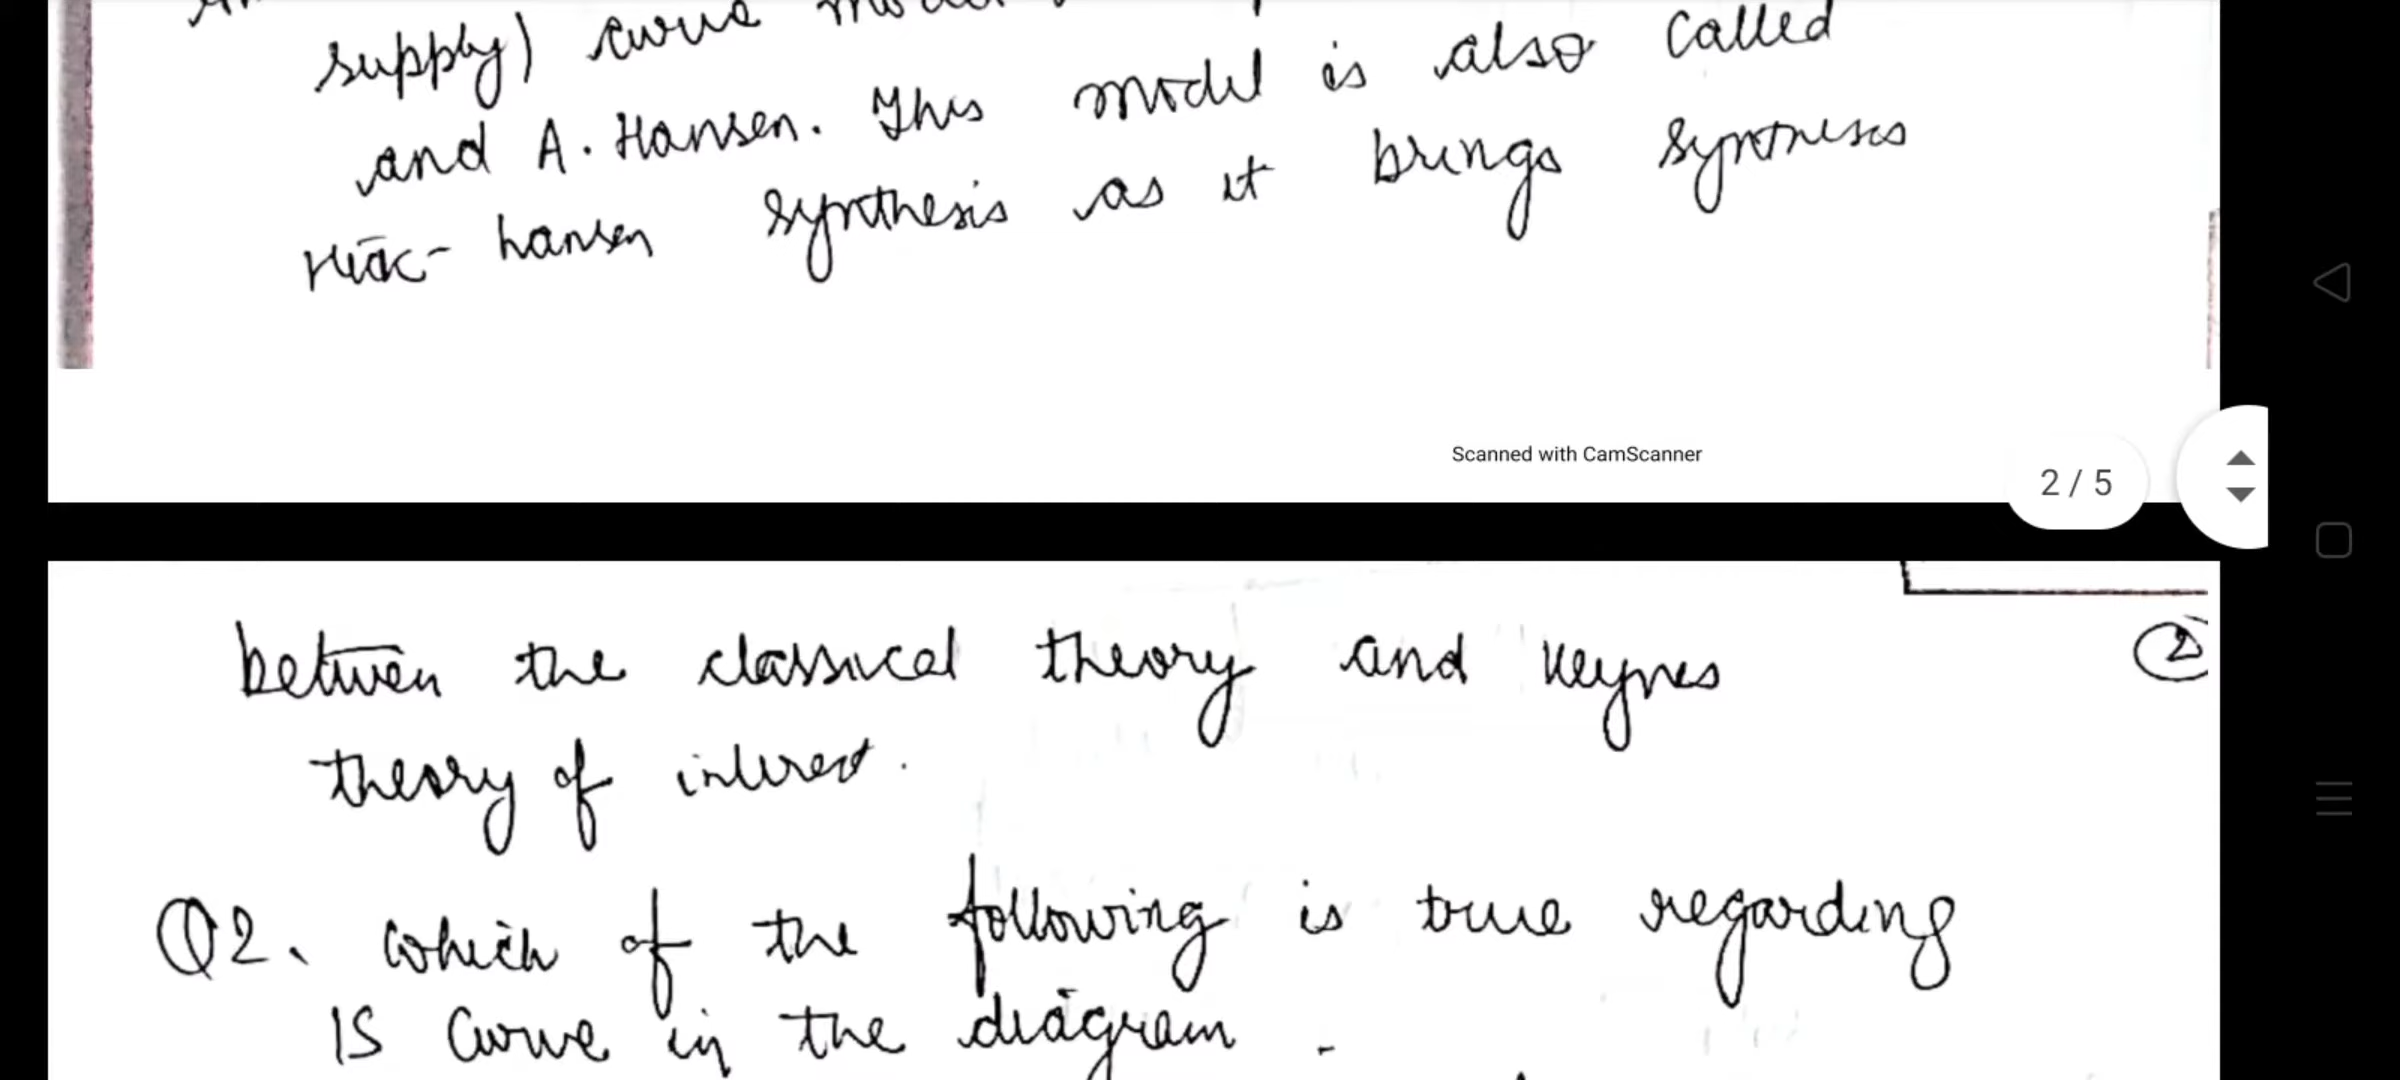 supply) curve
and A. Hansen. This model is also called
Hick- hansen synthesis as it brings synthesis
Scanned with CamScanner
2 / 5
2
between the classical theory and Keynes
theory of interest.
Q2. Which of the following is true regarding
IS Curve in the diagram.